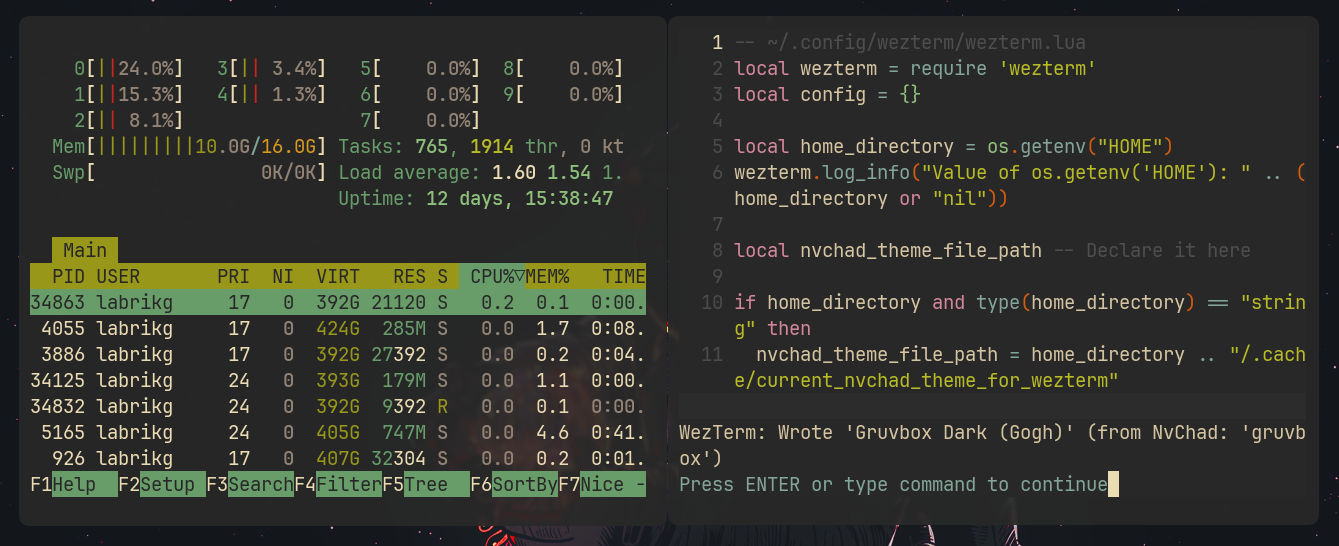 0[||24.0%] 3[|| 3.4%] 5[ 0.0%] 8[ 0.0%]
1[||15.3%] 4[|| 1.3%] 6[ 0.0%] 9[ 0.0%]
2[|| 8.1%] 7[ 0.0%]
Mem[|||||||||10.0G/16.0G] Tasks: 765, 1914 thr, 0 kt
Swp[ 0K/0K] Load average: 1.60 1.54 1.
Uptime: 12 days, 15:38:47
Main
PID USER PRI NI VIRT RES S CPU%▽MEM% TIME
34863 labrikg 17 0 392G 21120 S 0.2 0.1 0:00.
4055 labrikg 17 0 424G 285M S 0.0 1.7 0:08.
3886 labrikg 17 0 392G 27392 S 0.0 0.2 0:04.
34125 labrikg 24 0 393G 179M S 0.0 1.1 0:00.
34832 labrikg 24 0 392G 9392 R 0.0 0.1 0:00.
5165 labrikg 24 0 405G 747M S 0.0 4.6 0:41.
926 labrikg 17 0 407G 32304 S 0.0 0.2 0:01.
F1Help F2Setup F3SearchF4FilterF5Tree F6SortByF7Nice -
1 -- ~/.config/wezterm/wezterm.lua
2 local wezterm = require 'wezterm'
3 local config = {}
4
5 local home_directory = os.getenv("HOME")
6 wezterm.log_info("Value of os.getenv('HOME'): " .. (
home_directory or "nil"))
7
8 local nvchad_theme_file_path -- Declare it here
9
10 if home_directory and type(home_directory) == "strin
g" then
11 nvchad_theme_file_path = home_directory .. "/.cach
e/current_nvchad_theme_for_wezterm"
WezTerm: Wrote 'Gruvbox Dark (Gogh)' (from NvChad: 'gruvb
ox')
Press ENTER or type command to continue